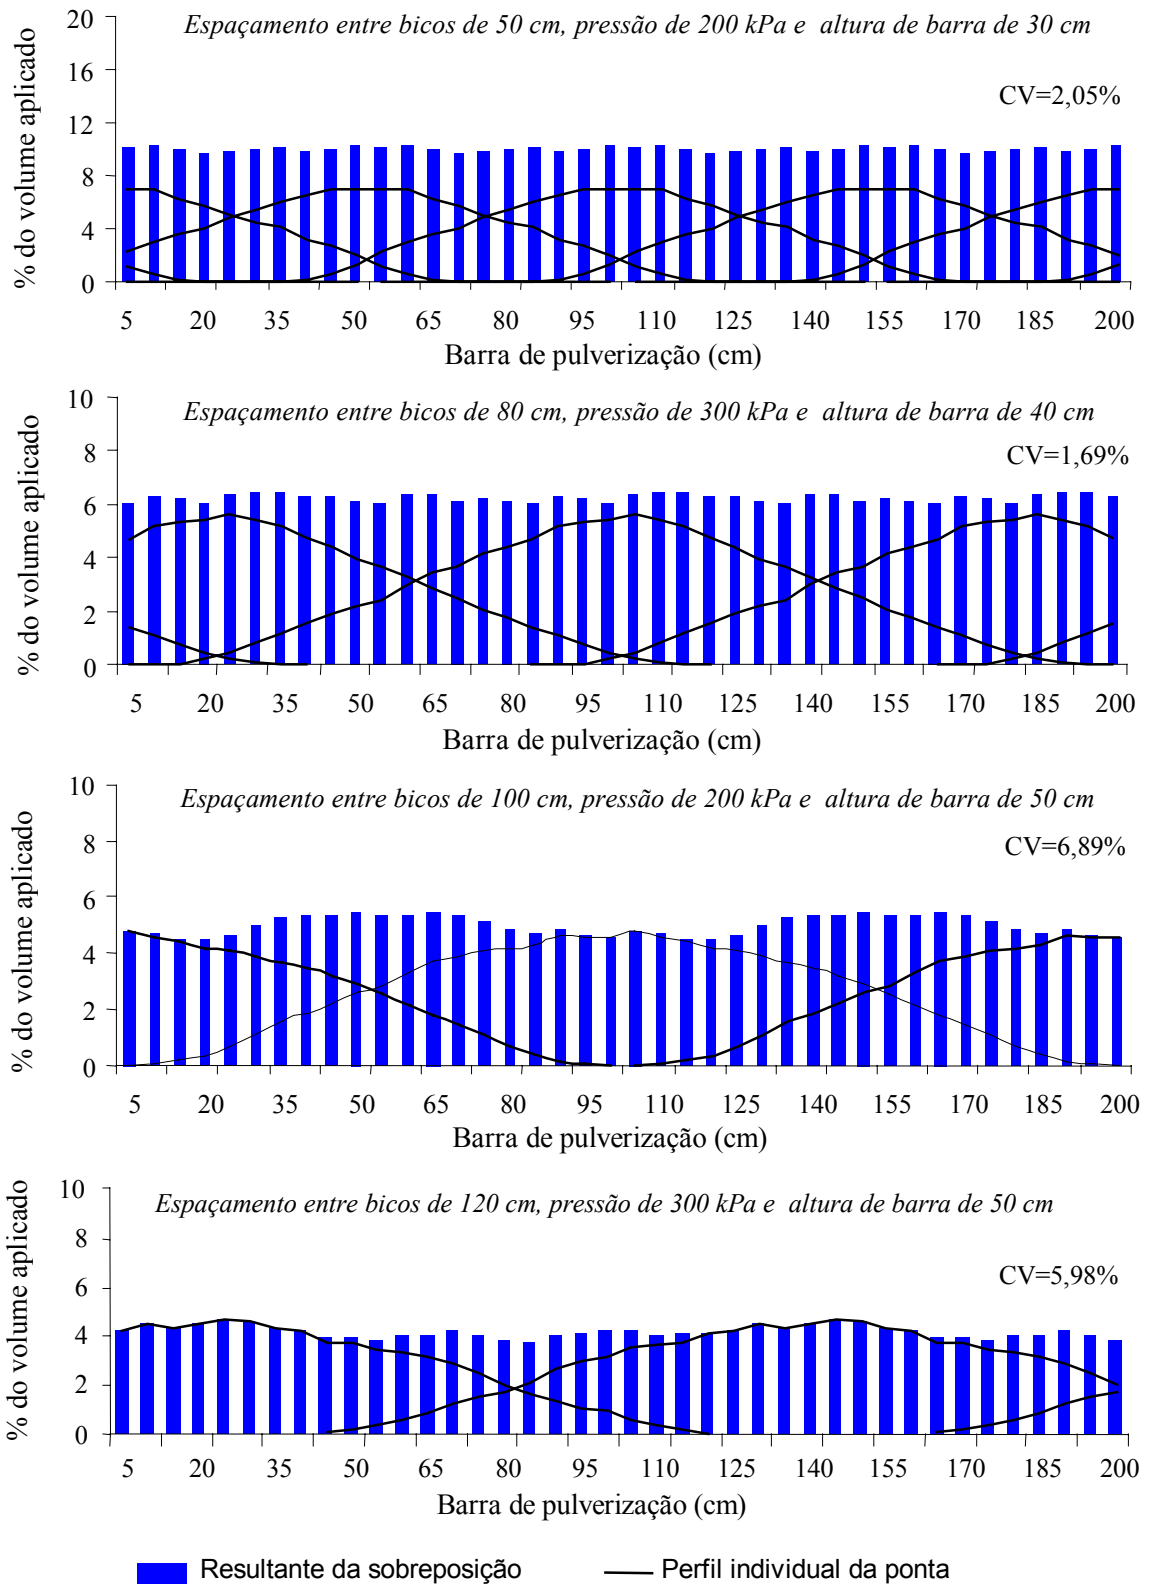 Espaçamento entre bicos de 50 cm, pressão de 200 kPa e altura de barra de 30 cm
CV=2,05%
% do volume aplicado
20
16
12
8
4
0
5 20 35 50 65 80 95 110 125 140 155 170 185 200
Barra de pulverização (cm)
Espaçamento entre bicos de 80 cm, pressão de 300 kPa e altura de barra de 40 cm
CV=1,69%
% do volume aplicado
10
8
6
4
2
0
5 20 35 50 65 80 95 110 125 140 155 170 185 200
Barra de pulverização (cm)
Espaçamento entre bicos de 100 cm, pressão de 200 kPa e altura de barra de 50 cm
CV=6,89%
% do volume aplicado
10
8
6
4
2
0
5 20 35 50 65 80 95 110 125 140 155 170 185 200
Barra de pulverização (cm)
Espaçamento entre bicos de 120 cm, pressão de 300 kPa e altura de barra de 50 cm
CV=5,98%
% do volume aplicado
10
8
6
4
2
0
5 20 35 50 65 80 95 110 125 140 155 170 185 200
Barra de pulverização (cm)
Resultante da sobreposição
Perfil individual da ponta